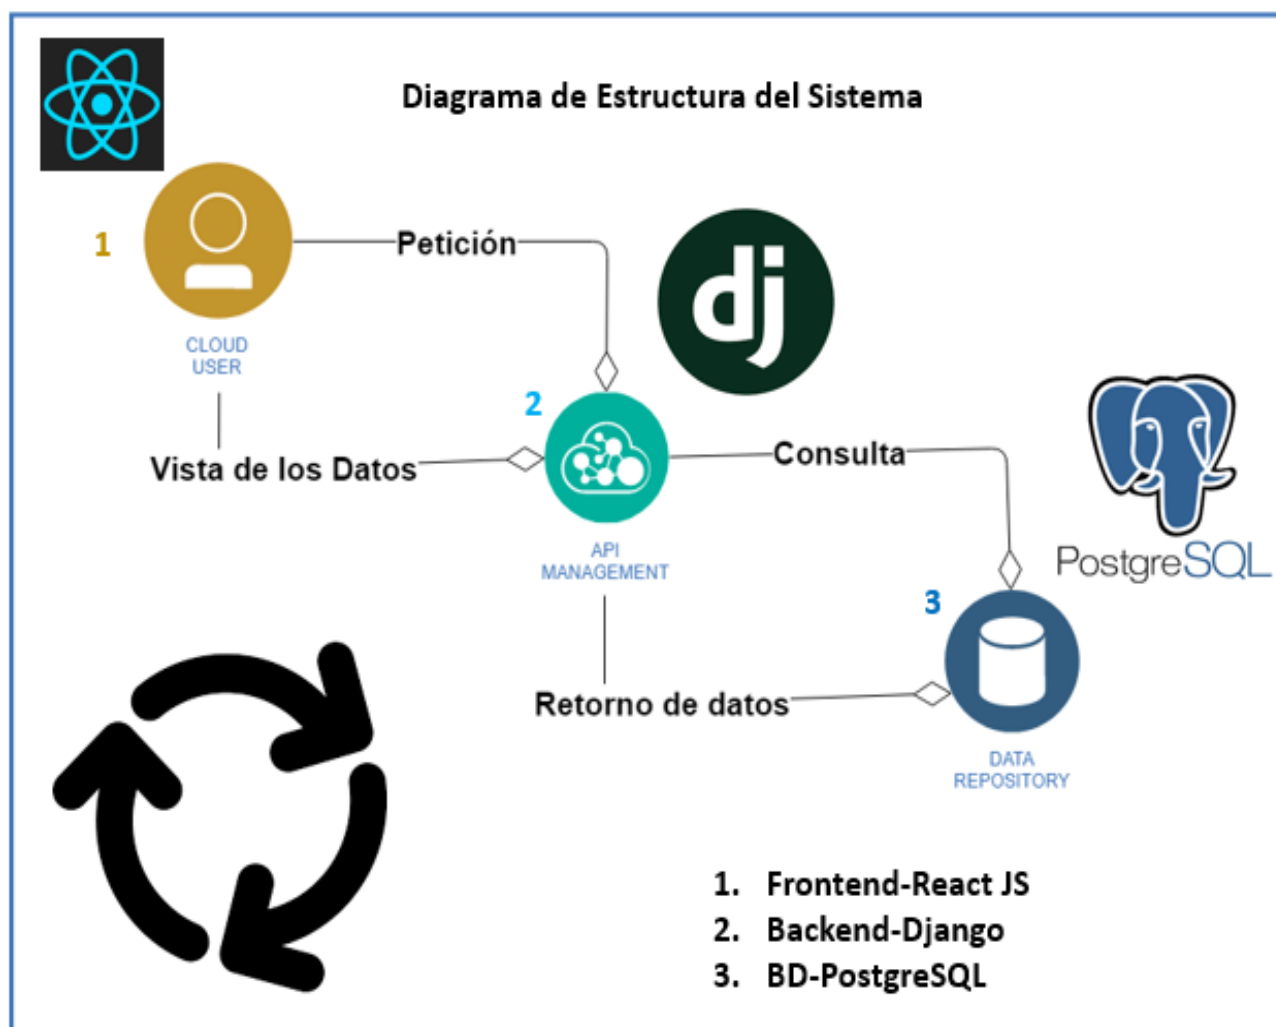 Diagrama de Estructura del Sistema
1
Petición
dj
CLOUD
USER
2
Vista de los Datos
Consulta
PostgreSQL
API
MANAGEMENT
3
Retorno de datos
DATA
REPOSITORY
1. Frontend-React JS
2. Backend-Django
3. BD-PostgreSQL